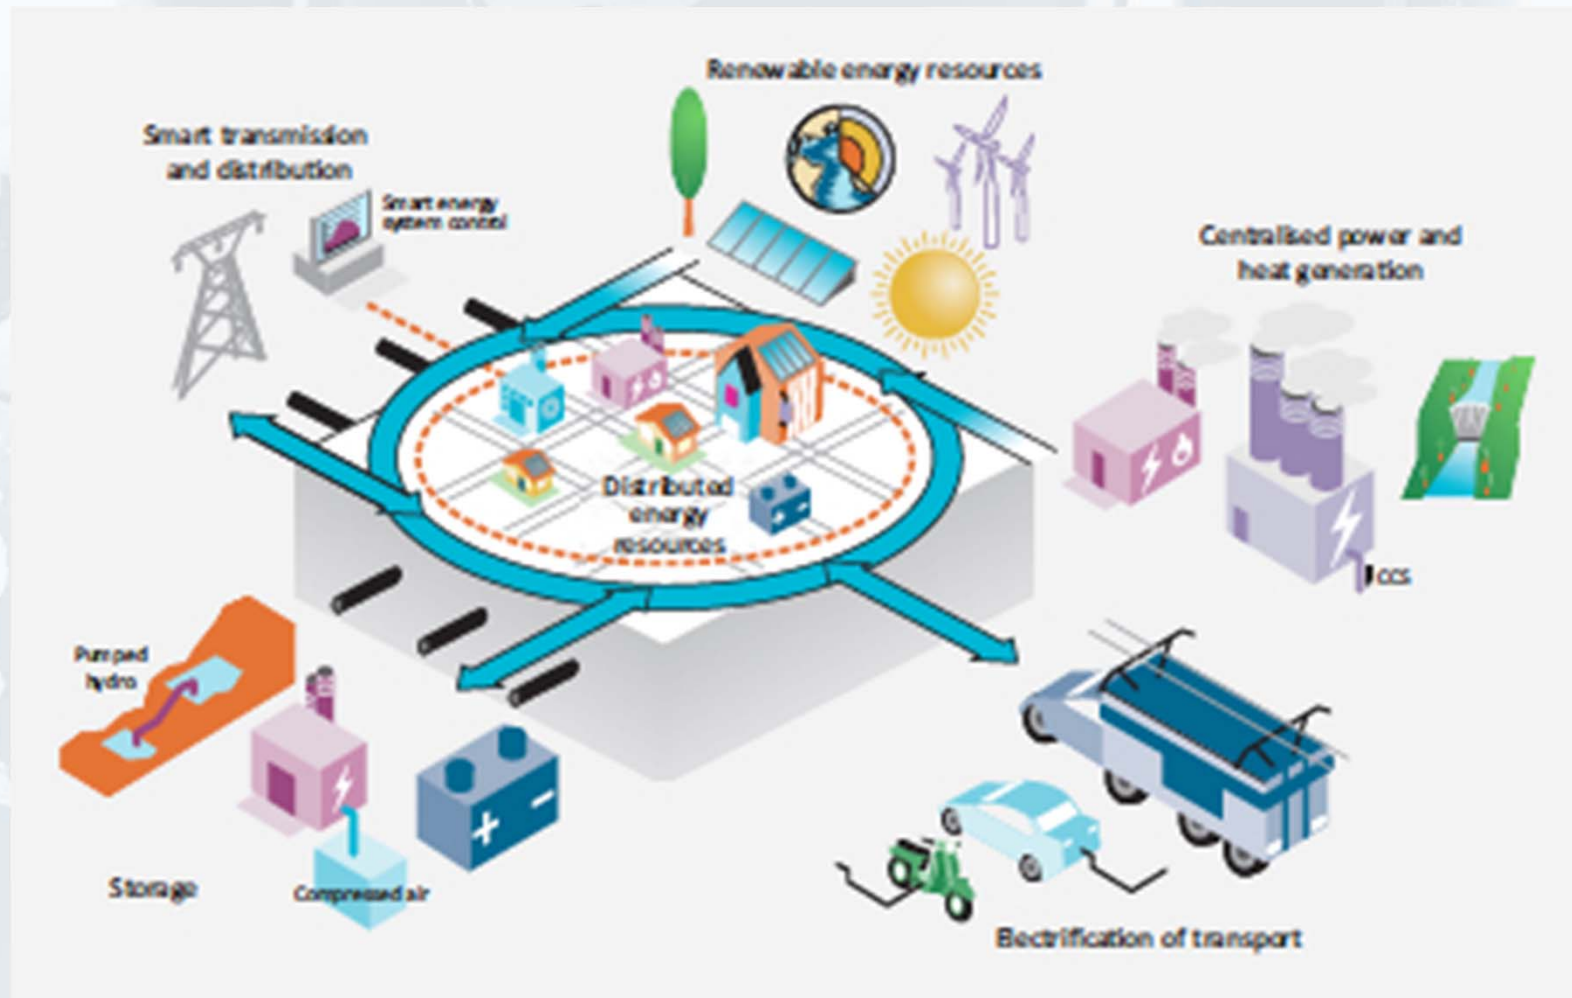 Renewable energy resources
Smart transmission
and distribution
Smart energy
system control
Centralised power and
heat generation
Distributed
energy
resources
CCS
Pumped
hydro
Storage
Compressed air
Electrification of transport